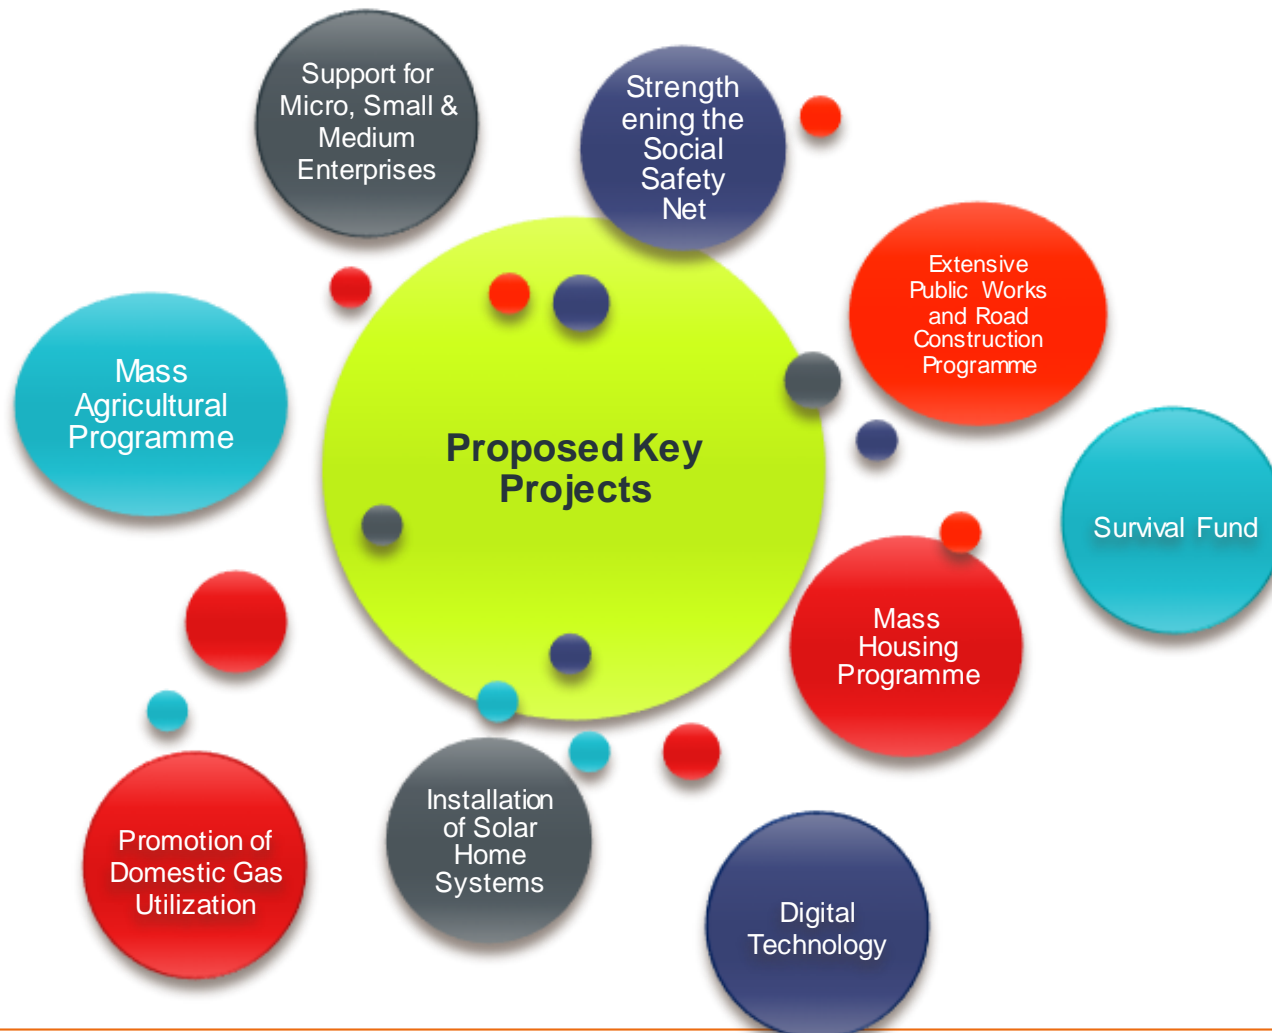 Support for
Micro, Small &
Medium
Enterprises
Strength
ening the
Social
Safety
Net
Extensive
Public Works
and Road
Construction
Programme
Mass
Agricultural
Programme
Proposed Key
Projects
Survival Fund
Mass
Housing
Programme
Installation
of Solar
Home
Systems
Promotion of
Domestic Gas
Utilization
Digital
Technology